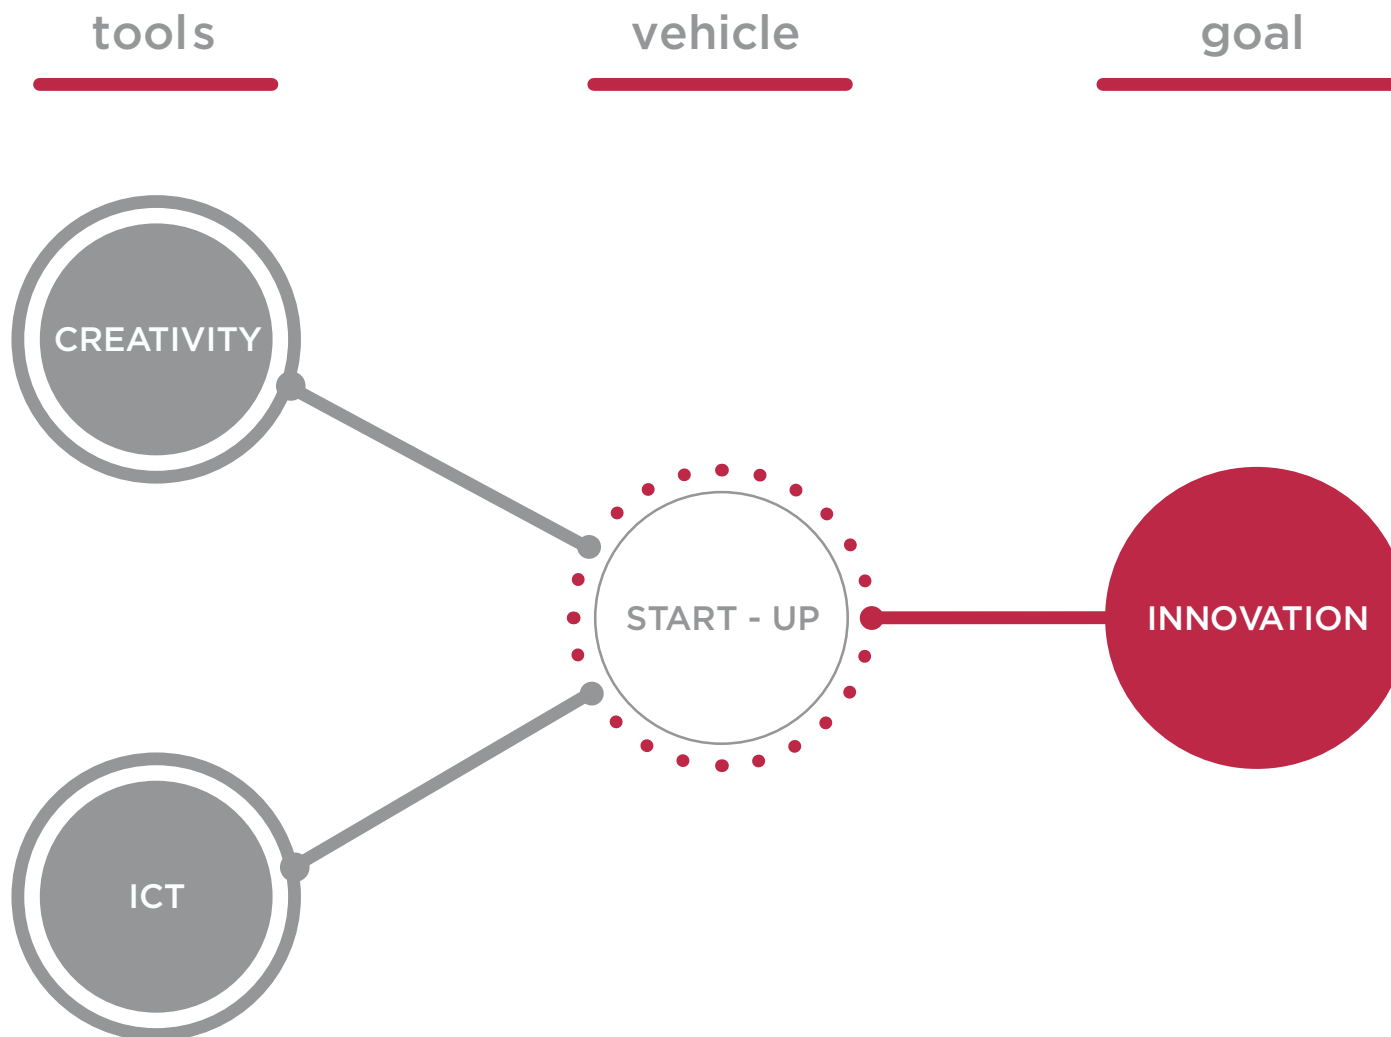 tools
vehicle
goal
CREATIVITY
START - UP
INNOVATION
ICT